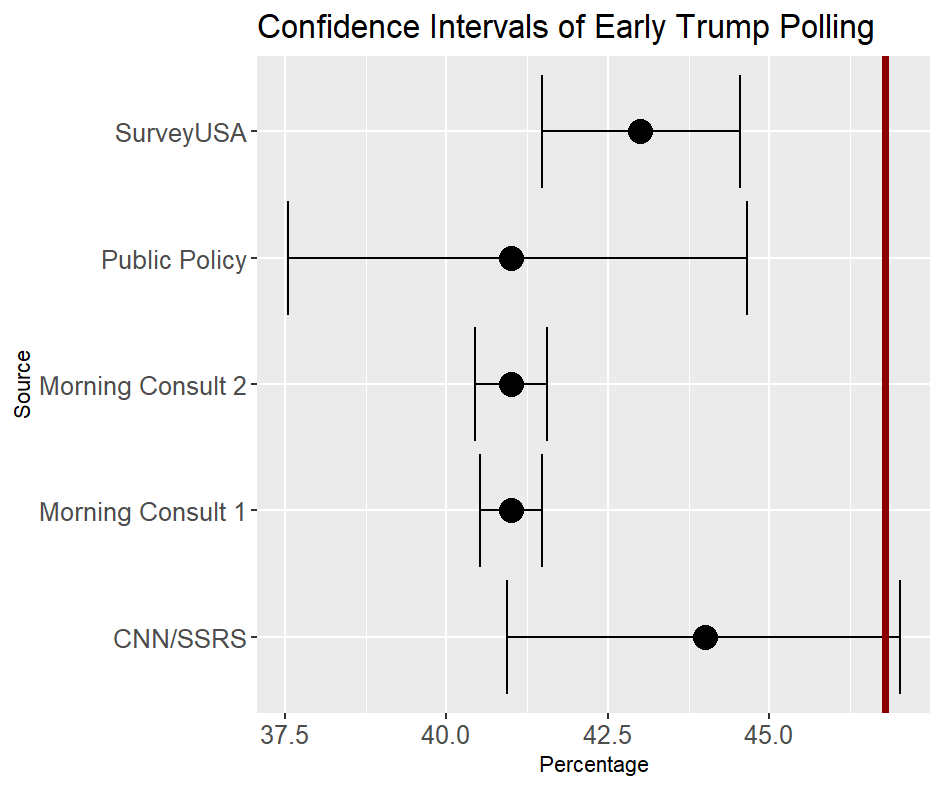 Confidence Intervals of Early Trump Polling
SurveyUSA
Public Policy
Morning Consult 2
Morning Consult 1
CNN/SSRS
Source
37.5
40.0
42.5
45.0
Percentage